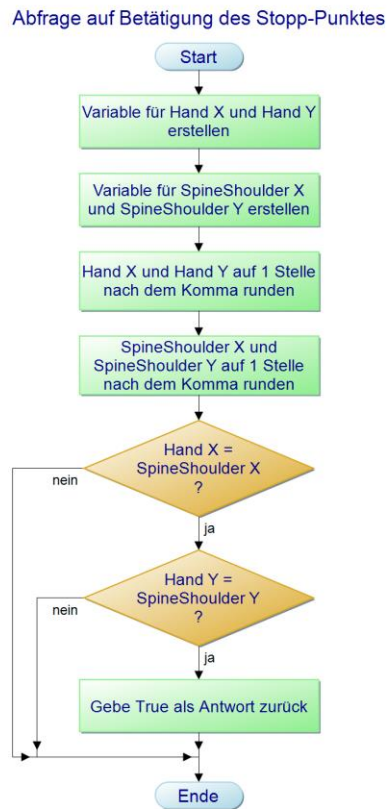 Abfrage auf Betätigung des Stopp-Punktes
Start
Variable für Hand X und Hand Y
erstellen
Variable für SpineShoulder X
und SpineShoulder Y erstellen
Hand X und Hand Y auf 1 Stelle
nach dem Komma runden
SpineShoulder X und
SpineShoulder Y auf 1 Stelle
nach dem Komma runden
Hand X =
SpineShoulder X
?
nein
ja
Hand Y =
SpineShoulder Y
?
nein
ja
Gebe True als Antwort zurück
Ende